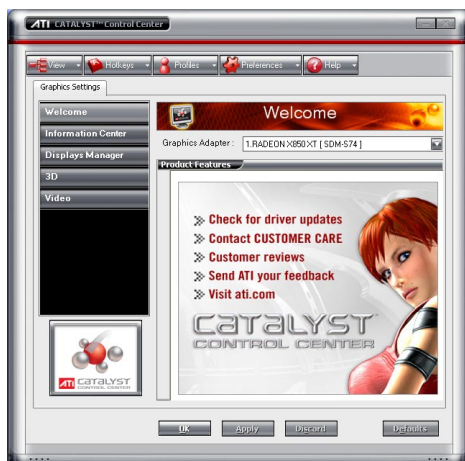 ATI CATALYST™ Control Center
View Hotkeys Profiles Preferences Help
Graphics Settings
Welcome
Information Center
Displays Manager
3D
Video
Welcome
Graphics Adapter : 1.RADEON X850 XT [ SDM-S74 ]
Product Features
Check for driver updates
Contact CUSTOMER CARE
Customer reviews
Send ATI your feedback
Visit ati.com
CATALYST
CONTROL CENTER
ATI CATALYST
CONTROL CENTER
OK Apply Discard Defaults